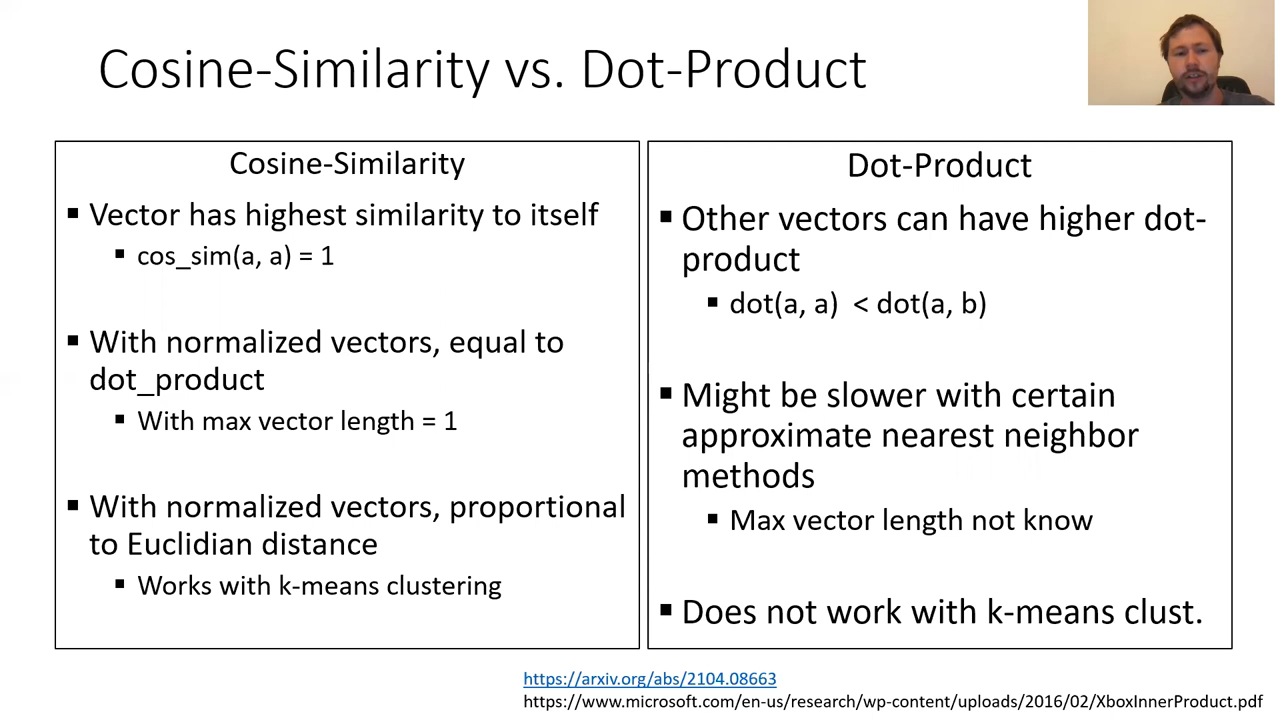 Cosine-Similarity vs. Dot-Product
Cosine-Similarity
▪ Vector has highest similarity to itself
▪ cos_sim(a, a) = 1
▪ With normalized vectors, equal to
dot_product
▪ With max vector length = 1
▪ With normalized vectors, proportional
to Euclidian distance
▪ Works with k-means clustering
Dot-Product
▪ Other vectors can have higher dot-
product
▪ dot(a, a) < dot(a, b)
▪ Might be slower with certain
approximate nearest neighbor
methods
▪ Max vector length not know
▪ Does not work with k-means clust.
https://arxiv.org/abs/2104.08663
https://www.microsoft.com/en-us/research/wp-content/uploads/2016/02/XboxInnerProduct.pdf